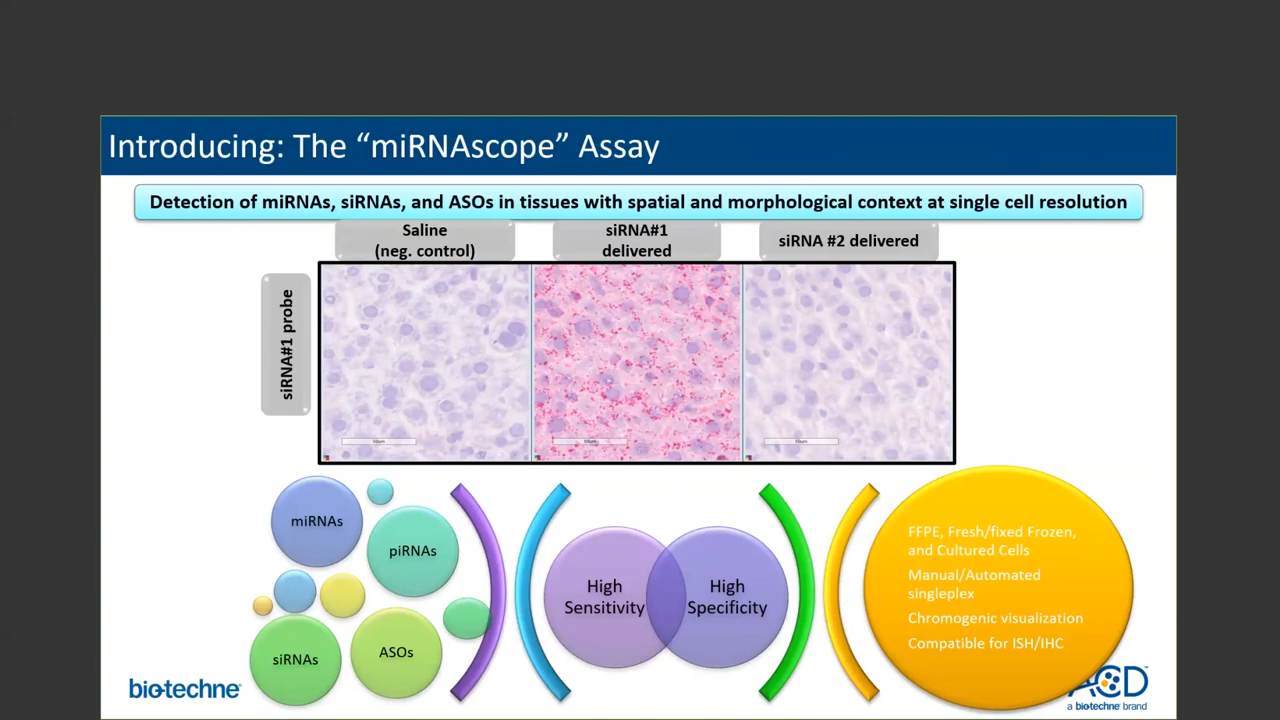 Introducing: The “miRNAscope” Assay
Detection of miRNAs, siRNAs, and ASOs in tissues with spatial and morphological context at single cell resolution
Saline
(neg. control)
siRNA#1
delivered
siRNA #2 delivered
siRNA#1 probe
miRNAs
piRNAs
siRNAs
ASOs
High
Sensitivity
High
Specificity
FFPE, Fresh/fixed Frozen,
and Cultured Cells
Manual/Automated
singleplex
Chromogenic visualization
Compatible for ISH/IHC
bio-techne
ACD
a bio-techne brand